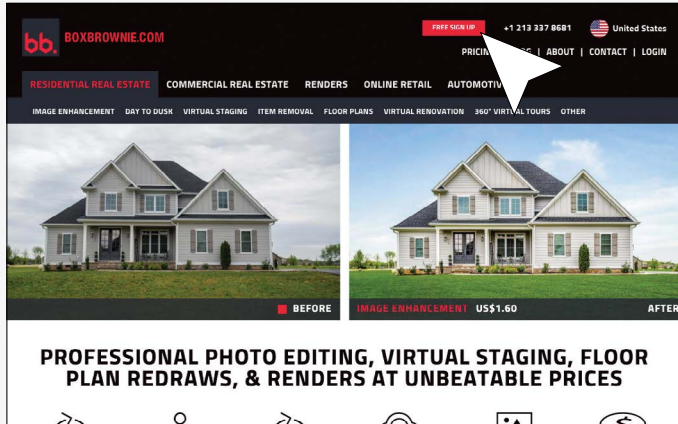 bb. BOXBROWNIE.COM
FREE SIGN UP +1 213 337 8681 United States
| ABOUT | CONTACT | LOGIN
RESIDENTIAL REAL ESTATE COMMERCIAL REAL ESTATE RENDERS ONLINE RETAIL
IMAGE ENHANCEMENT DAY TO DUSK VIRTUAL STAGING ITEM REMOVAL FLOOR PLANS VIRTUAL RENOVATION 360° VIRTUAL TOURS OTHER
BEFORE
IMAGE ENHANCEMENT US$1.60 AFTER
PROFESSIONAL PHOTO EDITING, VIRTUAL STAGING, FLOOR
PLAN REDRAWS, & RENDERS AT UNBEATABLE PRICES